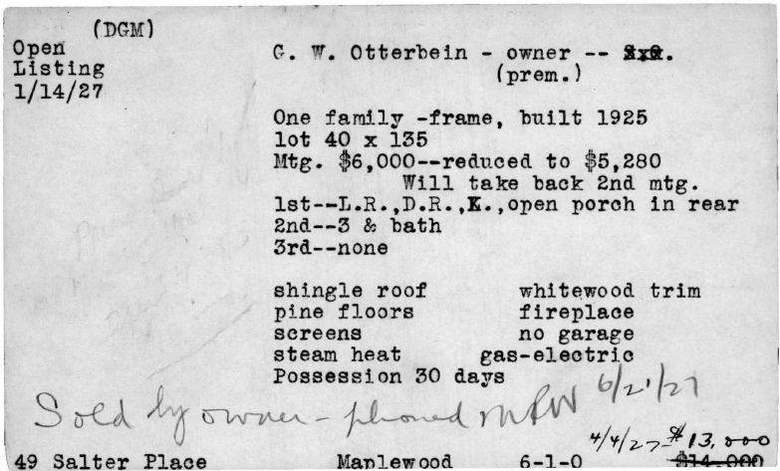 (DGM)
Open
Listing
1/14/27
G. W. Otterbein - owner --
(prem.)
One family -frame, built 1925
lot 40 x 135
Mtg. $6,000--reduced to $5,280
Will take back 2nd mtg.
1st--L.R.,D.R.,K.,open porch in rear
2nd--3 & bath
3rd--none
shingle roof whitewood trim
pine floors fireplace
screens no garage
steam heat gas-electric
Possession 30 days
Sold by owner - phoned 6/21/27
4/4/27 - $13,000
49 Salter Place Maplewood 6-1-0 $14,000